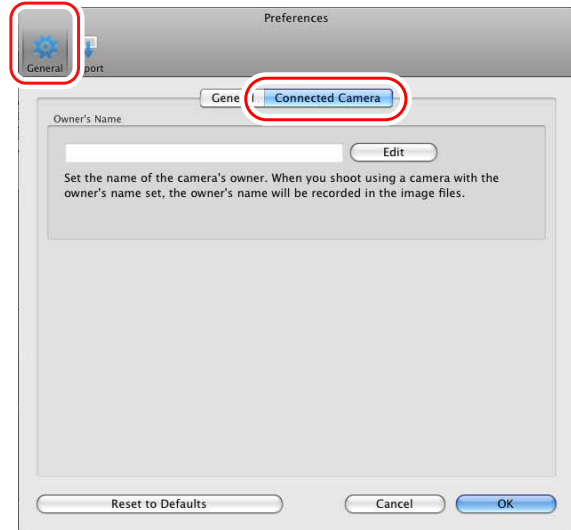 Preferences
General
port
Gene l
Connected Camera
Owner's Name
Edit
Set the name of the camera's owner. When you shoot using a camera with the
owner's name set, the owner's name will be recorded in the image files.
Reset to Defaults
Cancel
OK